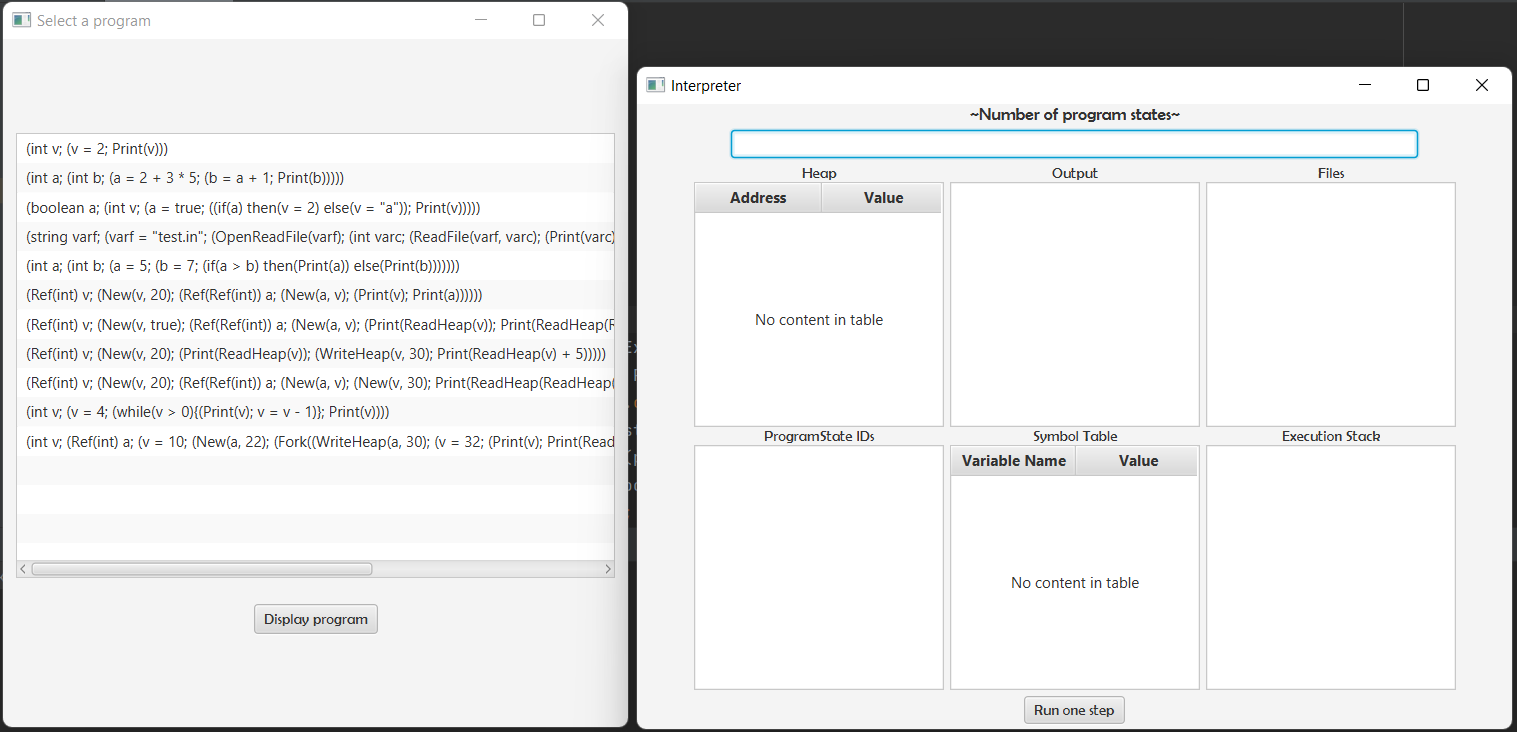 Select a program
(int v; (v = 2; Print(v)))
(int a; (int b; (a = 2 + 3 * 5; (b = a + 1; Print(b)))))
(boolean a; (int v; (a = true; ((if(a) then(v = 2) else(v = "a")); Print(v)))))
(string varf; (varf = "test.in"; (OpenReadFile(varf); (int varc; (ReadFile(varf, varc); (Print(varc)
(int a; (int b; (a = 5; (b = 7; (if(a > b) then(Print(a)) else(Print(b)))))))
(Ref(int) v; (New(v, 20); (Ref(Ref(int)) a; (New(a, v); (Print(v); Print(a))))))
(Ref(int) v; (New(v, true); (Ref(Ref(int)) a; (New(a, v); (Print(ReadHeap(v)); Print(ReadHeap(R
(Ref(int) v; (New(v, 20); (Print(ReadHeap(v)); (WriteHeap(v, 30); Print(ReadHeap(v) + 5)))))
(Ref(int) v; (New(v, 20); (Ref(Ref(int)) a; (New(a, v); (New(v, 30); Print(ReadHeap(ReadHeap(
(int v; (v = 4; (while(v > 0){(Print(v); v = v - 1)}; Print(v))))
(int v; (Ref(int) a; (v = 10; (New(a, 22); (Fork((WriteHeap(a, 30); (v = 32; (Print(v); Print(Read
Display program
Interpreter
~Number of program states~
Heap
Output
Files
Address
Value
No content in table
ProgramState IDs
Symbol Table
Execution Stack
Variable Name
Value
No content in table
Run one step